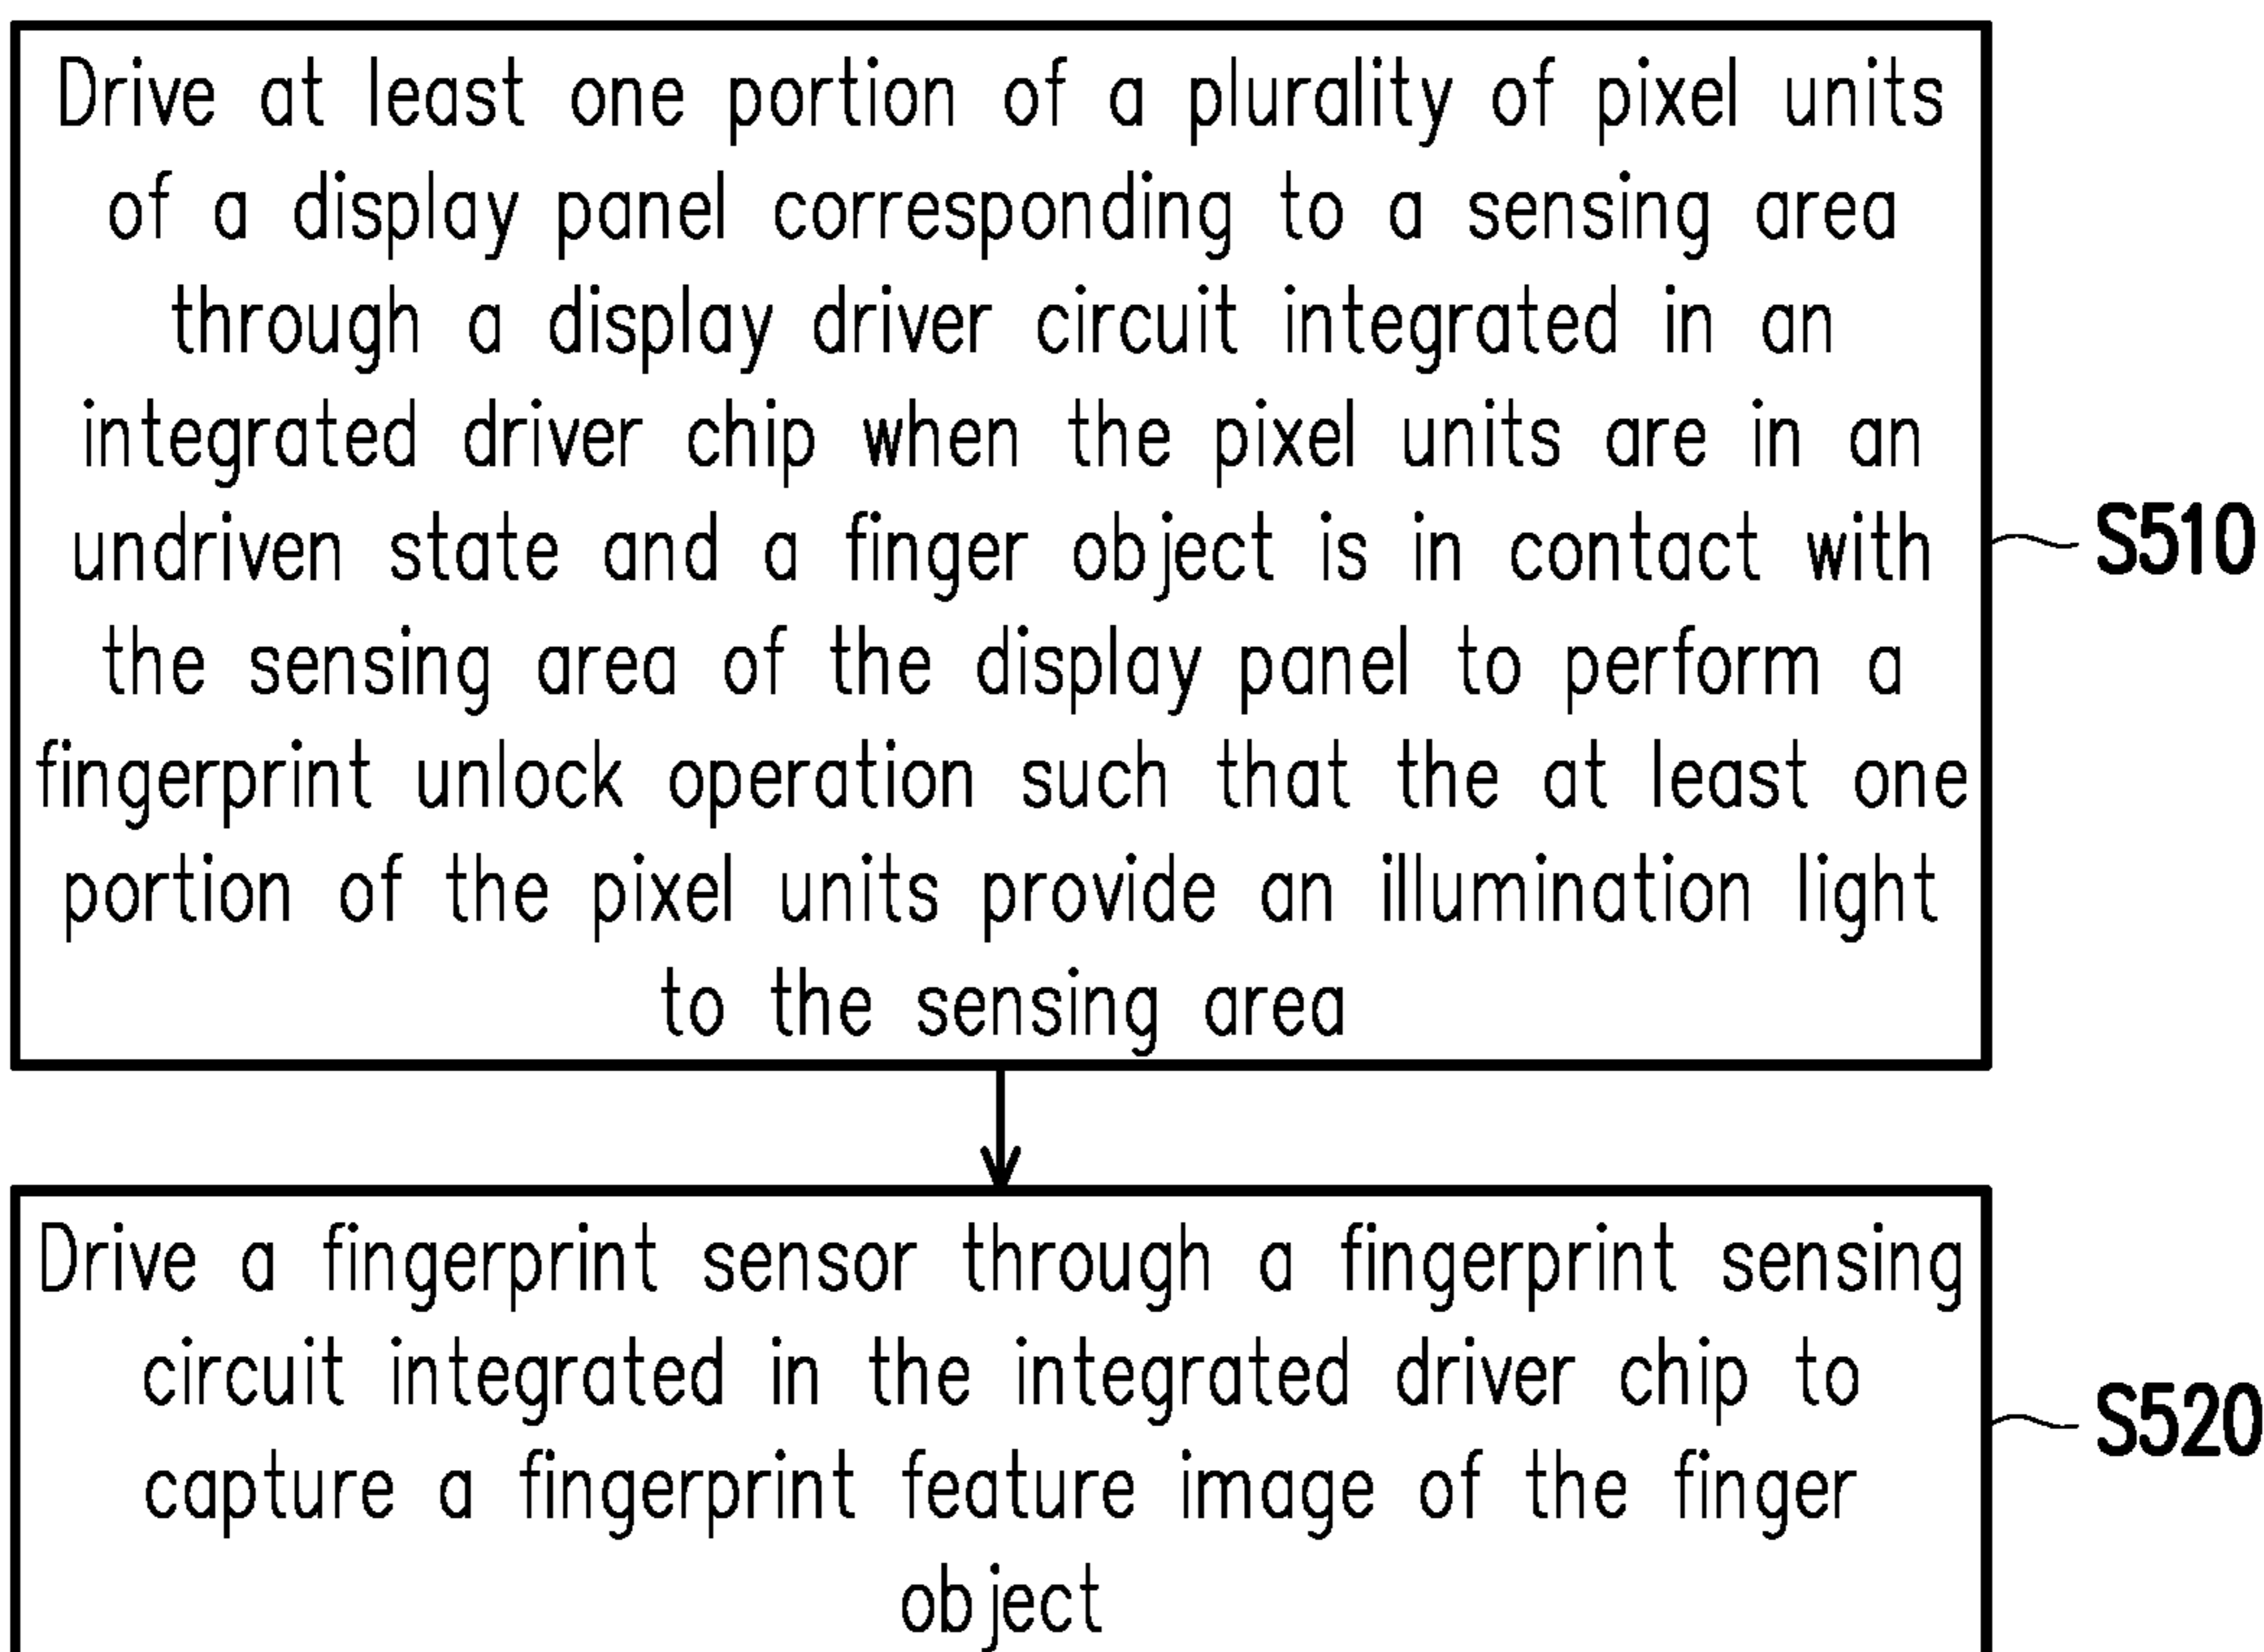 Drive at least one portion of a plurality of pixel units
of a display panel corresponding to a sensing area
through a display driver circuit integrated in an
integrated driver chip when the pixel units are in an
undriven state and a finger object is in contact with
the sensing area of the display panel to perform a
fingerprint unlock operation such that the at least one
portion of the pixel units provide an illumination light
to the sensing area
S510
Drive a fingerprint sensor through a fingerprint sensing
circuit integrated in the integrated driver chip to
capture a fingerprint feature image of the finger
object
S520